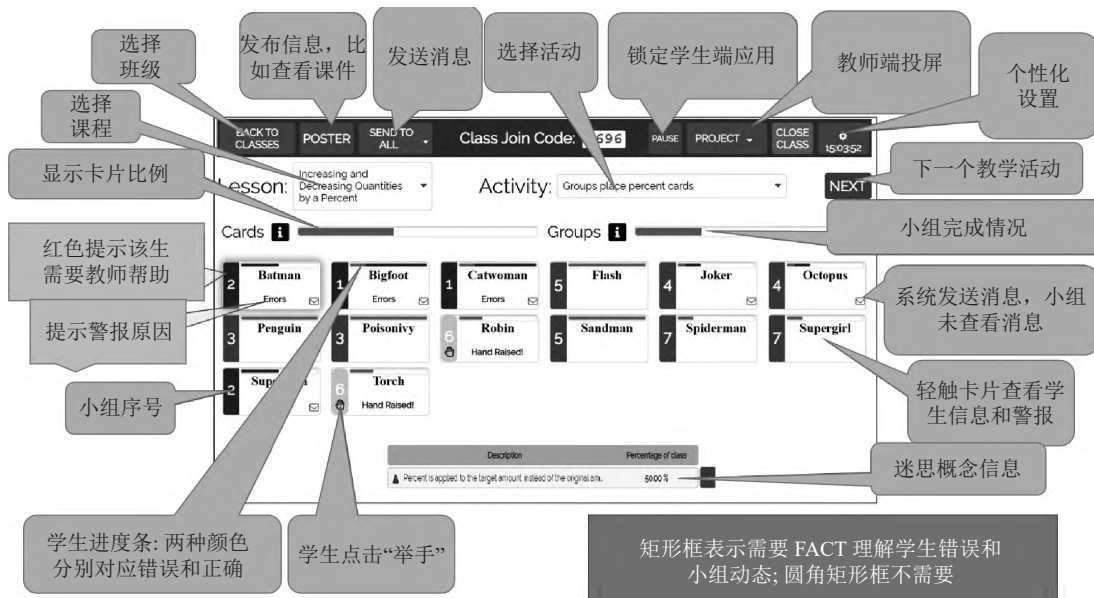 选择
班级
发布信息，比
如查看课件
发送消息
选择活动
锁定学生端应用
教师端投屏
个性化
设置
选择
课程
BACK TO
CLASSES
POSTER
SEND TO
ALL
Class Join Code:
696
PAUSE
PROJECT
CLOSE
CLASS
15:03:52
显示卡片比例
Lesson:
Increasing and
Decreasing Quantities
by a Percent
Activity:
Groups place percent cards
NEXT
下一个教学活动
Cards i
Groups i
小组完成情况
红色提示该生
需要教师帮助
2 Batman
Errors
1 Bigfoot
Errors
1 Catwoman
Errors
5 Flash
4 Joker
4 Octopus
系统发送消息，小组
未查看消息
提示警报原因
3 Penguin
3 Poisonivy
6 Robin
Hand Raised!
5 Sandman
7 Spiderman
7 Supergirl
小组序号
2
6 Torch
Hand Raised!
轻触卡片查看学
生信息和警报
Description
Percentage of class
Percent is applied to the target amount instead of the original am..
50.00 %
迷思概念信息
学生进度条: 两种颜色
分别对应错误和正确
学生点击“举手”
矩形框表示需要 FACT 理解学生错误和
小组动态; 圆角矩形框不需要